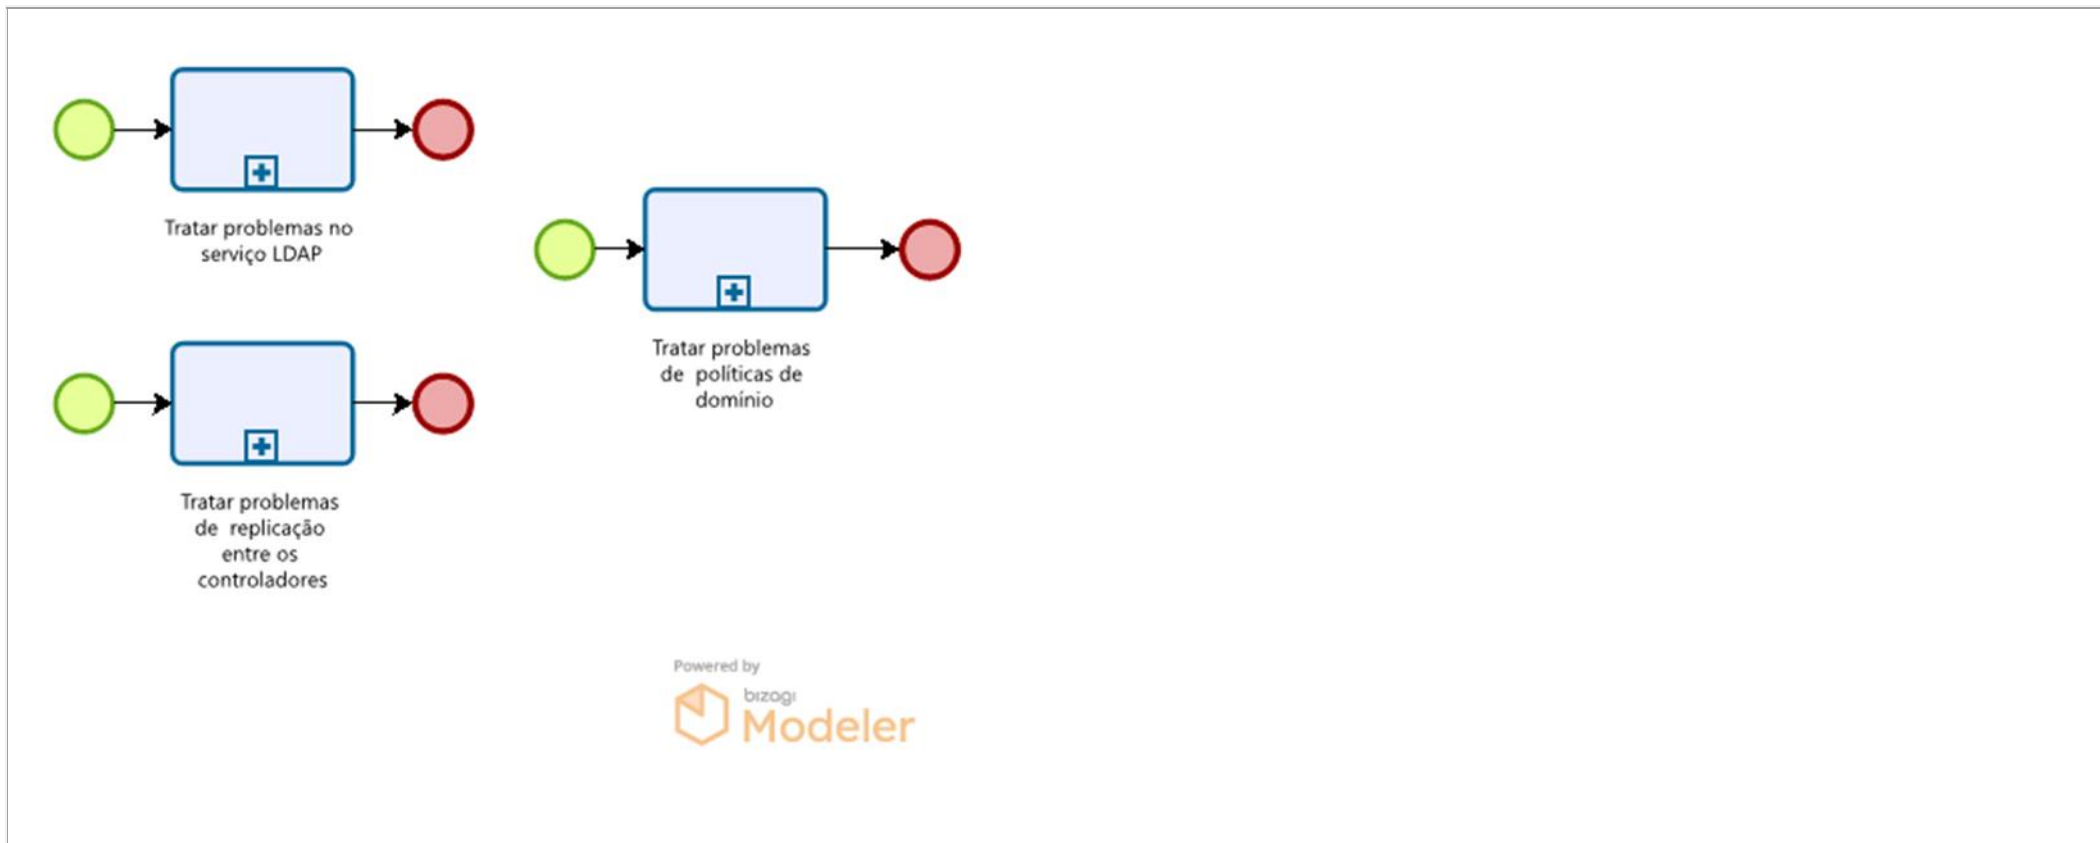 Tratar problemas no
serviço LDAP
Tratar problemas
de  políticas de
domínio
Tratar problemas
de  replicação
entre os
controladores
Powered by
bizagi
Modeler